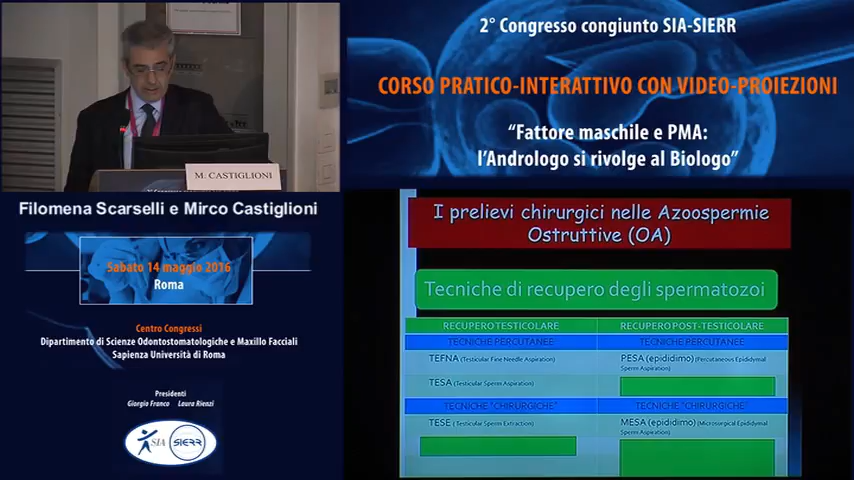 M. CASTIGLIONI
2° Congresso congiunto SIA-SIERR
CORSO PRATICO-INTERATTIVO CON VIDEO-PROIEZIONI
“Fattore maschile e PMA:
l’Andrologo si rivolge al Biologo”
Filomena Scarselli e Mirco Castiglioni
Sabato 14 maggio 2016
Roma
Centro Congressi
Dipartimento di Scienze Odontostomatologiche e Maxillo Facciali
Sapienza Università di Roma
Presidenti
Giorgio Franco Laura Rienzi
SIA SIERR
I prelievi chirurgici nelle Azoospermie
Ostruttive (OA)
Tecniche di recupero degli spermatozoi
RECUPERO TESTICOLARE RECUPERO POST-TESTICOLARE
TECNICHE PERCUTANEE TECNICHE PERCUTANEE
TEFNA (Testicular Fine Needle Aspiration) PESA (epididimo) (Percutaneous Epididymal
Sperm Aspiration)
TESA (Testicular Sperm Aspiration)
TECNICHE “CHIRURGICHE” TECNICHE “CHIRURGICHE”
TESE (Testicular Sperm Extraction) MESA (epididimo) (Microsurgical Epididymal
Sperm Aspiration)